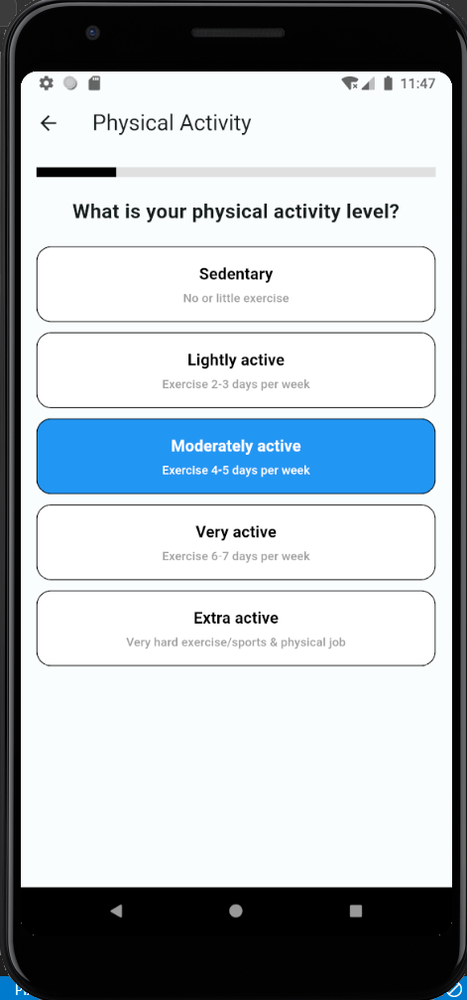 11:47
Physical Activity
What is your physical activity level?
Sedentary
No or little exercise
Lightly active
Exercise 2-3 days per week
Moderately active
Exercise 4-5 days per week
Very active
Exercise 6-7 days per week
Extra active
Very hard exercise/sports & physical job